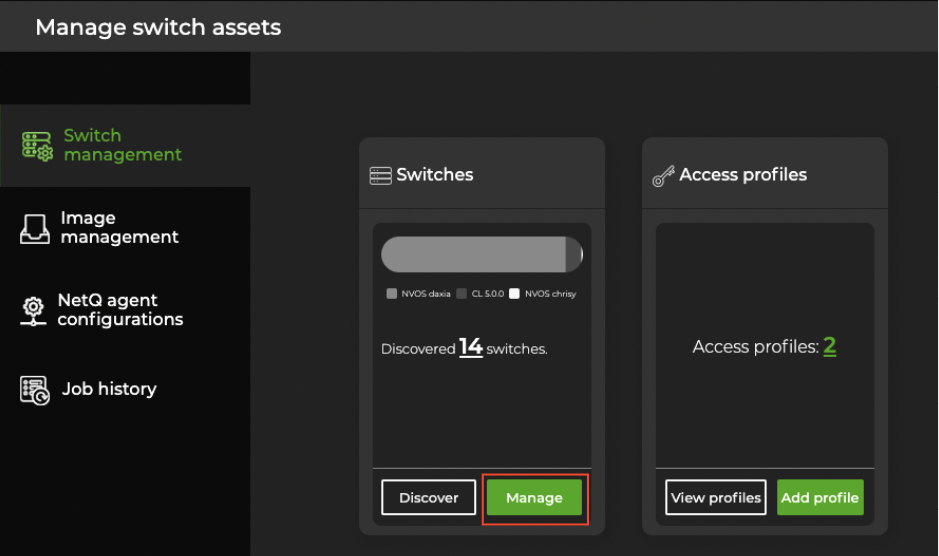 Manage switch assets
Switch
management
Image
management
NetQ agent
configurations
Job history
Switches
NVOS daxia CL 5.0.0 NVOS chrisy
Discovered 14 switches.
Discover Manage
Access profiles
Access profiles: 2
View profiles Add profile